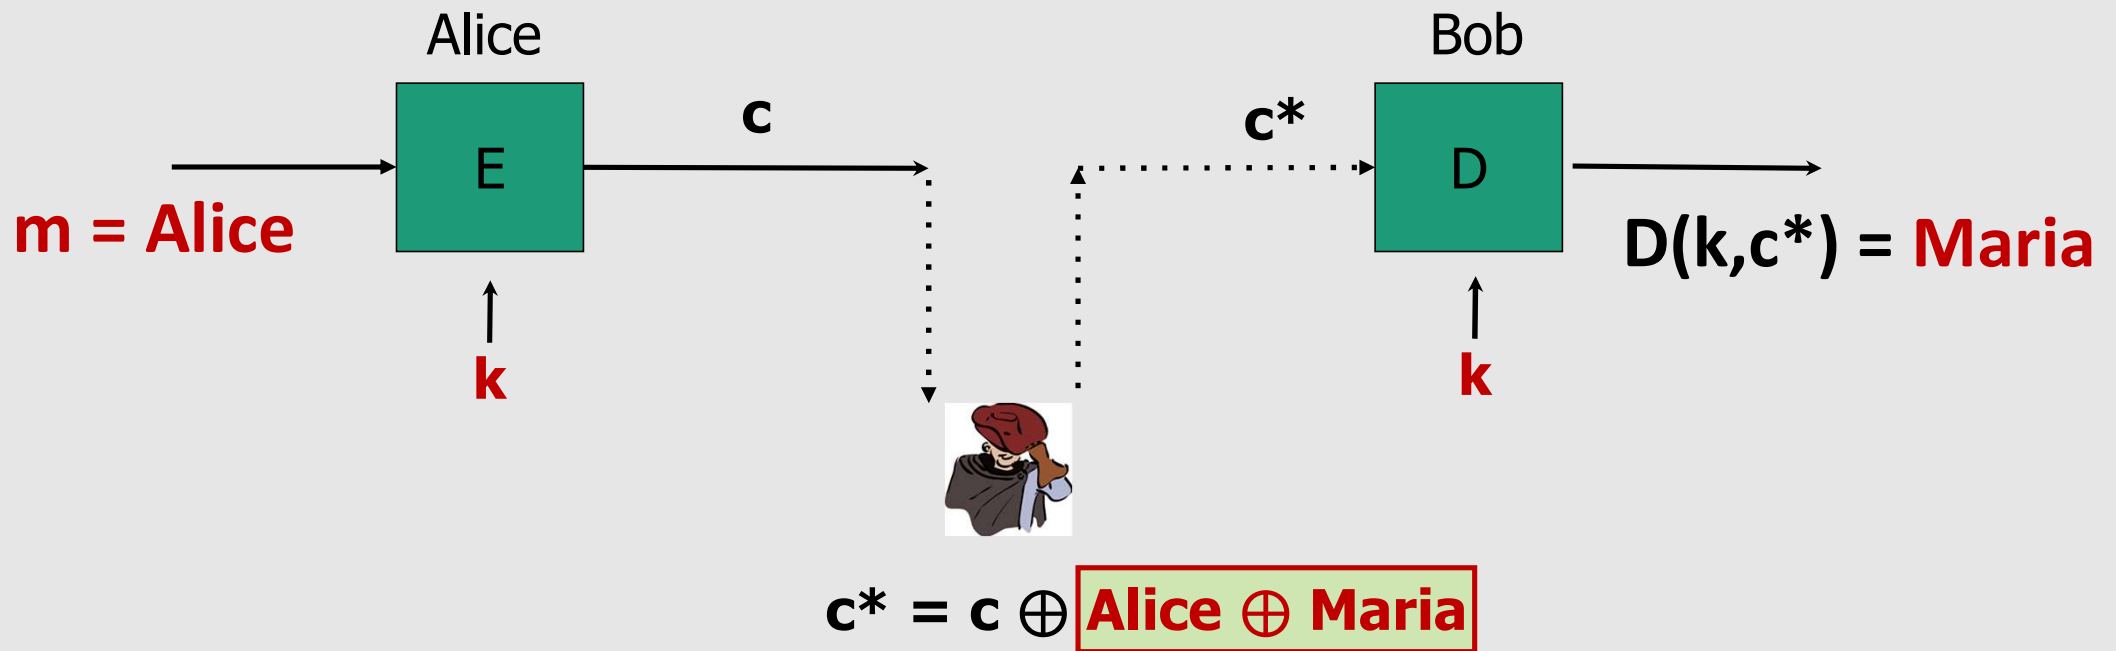 Alice
Bob
c
c*
E
D
m = Alice
D(k,c*) = Maria
k
k
c* = c ⊕ Alice ⊕ Maria